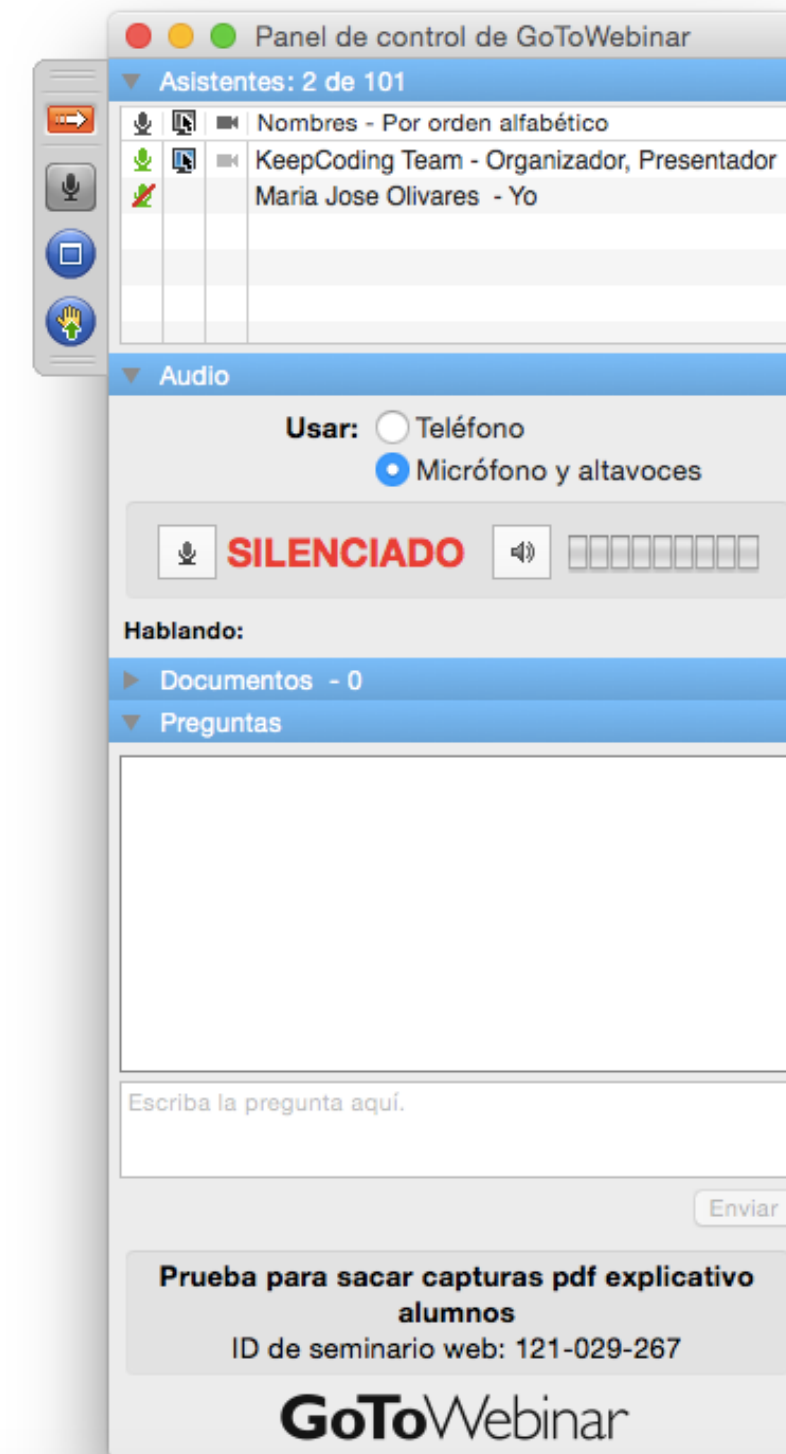 Panel de control de GoToWebinar
Asistentes: 2 de 101
Nombres - Por orden alfabético
KeepCoding Team - Organizador, Presentador
Maria Jose Olivares - Yo
Audio
Usar: Teléfono
Micrófono y altavoces
SILENCIADO
Hablando:
Documentos - 0
Preguntas
Escriba la pregunta aquí.
Enviar
Prueba para sacar capturas pdf explicativo
alumnos
ID de seminario web: 121-029-267
GoToWebinar